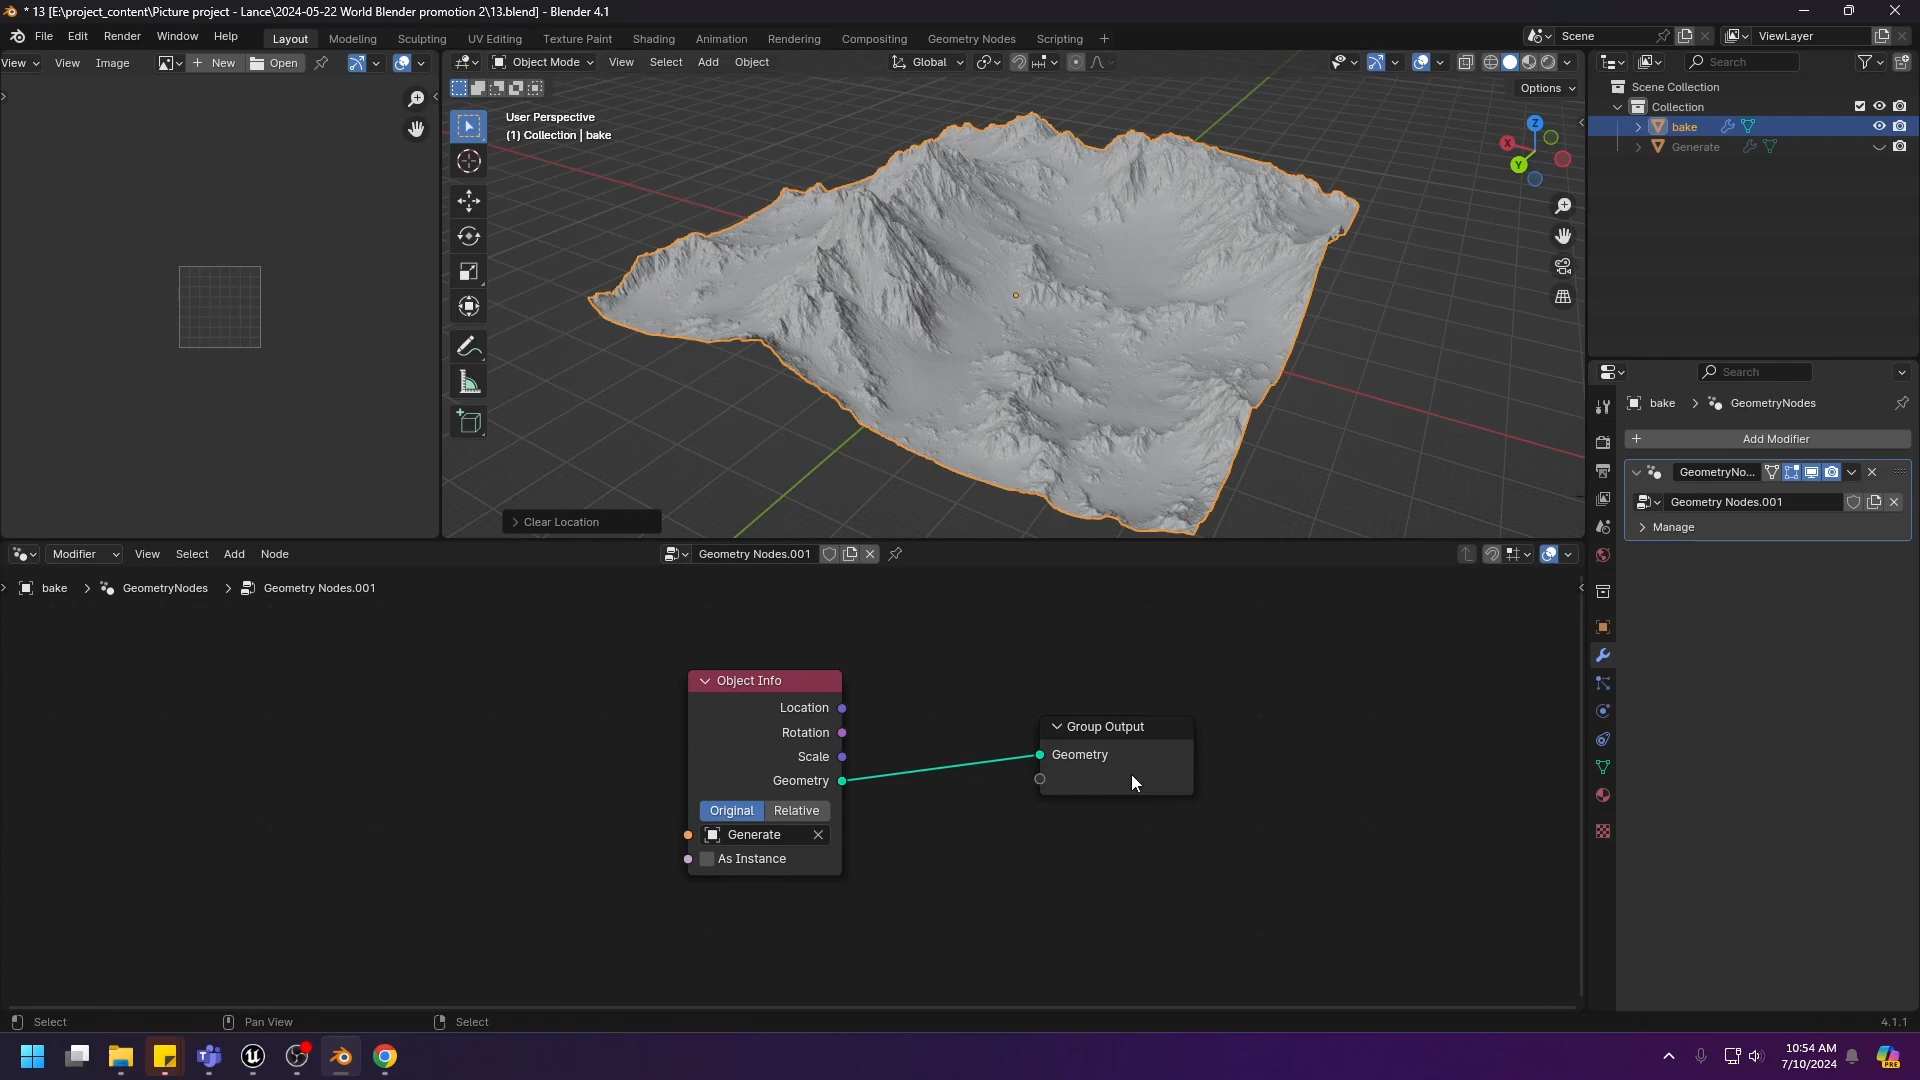 * 13 [E:\project_content\Picture project - Lance\2024-05-22 World Blender promotion 2\13.blend] - Blender 4.1
File Edit Render Window Help Layout Modeling Sculpting UV Editing Texture Paint Shading Animation Rendering Compositing Geometry Nodes Scripting + Scene ViewLayer
View View Image + New Open Object Mode View Select Add Object Global Search
Options
Scene Collection
User Perspective
(1) Collection | bake
Collection
bake
Generate
Z
X
Y
Search
bake > GeometryNodes
+ Add Modifier
GeometryNo...
Geometry Nodes.001
> Manage
> Clear Location
Modifier View Select Add Node Geometry Nodes.001
bake > GeometryNodes > Geometry Nodes.001
Object Info
Location
Rotation
Scale
Geometry
Original Relative
Generate
As Instance
Group Output
Geometry
Select Pan View Select 4.1.1
10:54 AM
7/10/2024
PRE